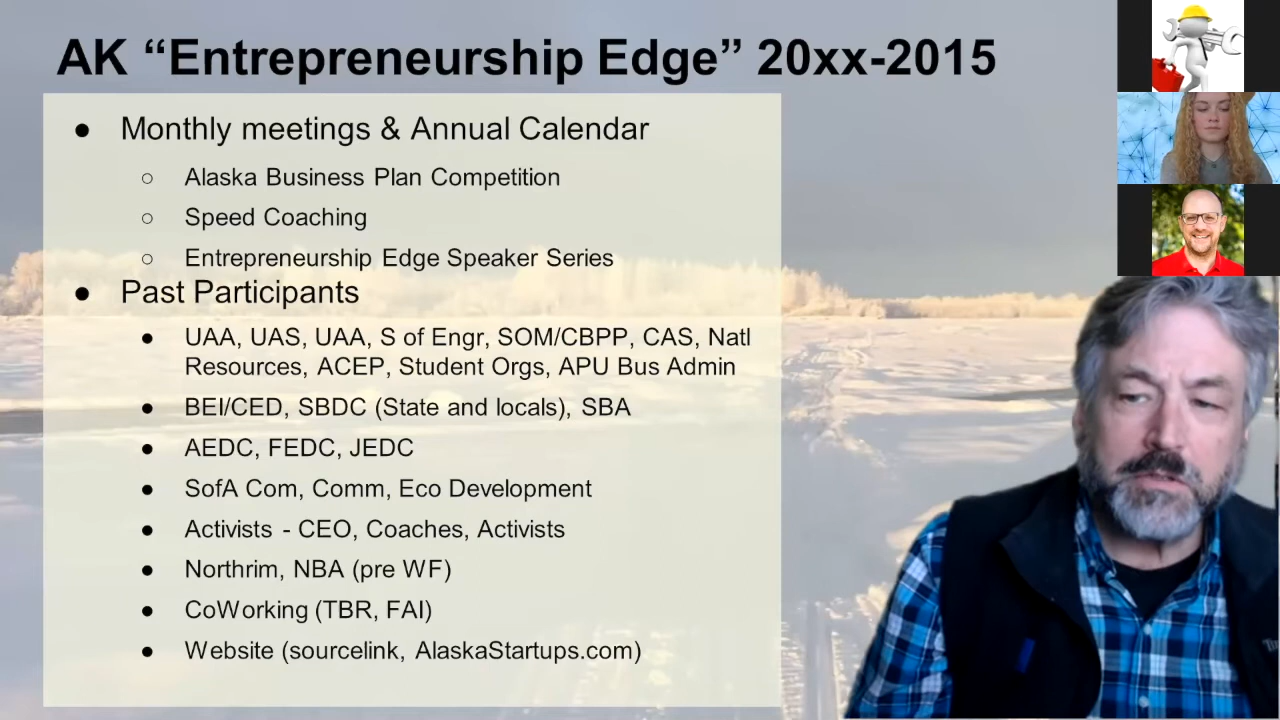 AK “Entrepreneurship Edge” 20xx-2015
● Monthly meetings & Annual Calendar
○ Alaska Business Plan Competition
○ Speed Coaching
○ Entrepreneurship Edge Speaker Series
● Past Participants
● UAA, UAS, UAA, S of Engr, SOM/CBPP, CAS, Natl
Resources, ACEP, Student Orgs, APU Bus Admin
● BEI/CED, SBDC (State and locals), SBA
● AEDC, FEDC, JEDC
● SofA Com, Comm, Eco Development
● Activists - CEO, Coaches, Activists
● Northrim, NBA (pre WF)
● CoWorking (TBR, FAI)
● Website (sourcelink, AlaskaStartups.com)